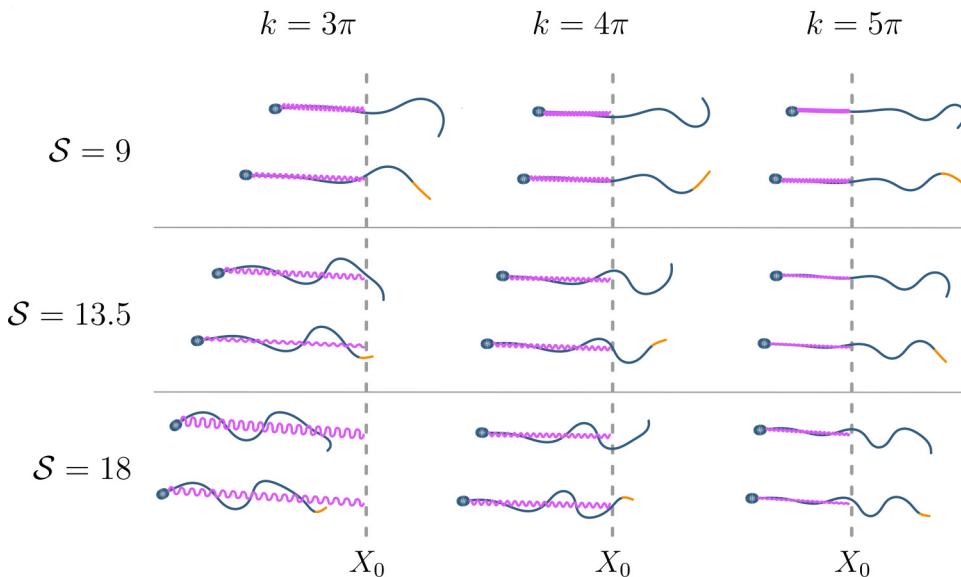 k = 3π k = 4π k = 5π
𝒮 = 9
𝒮 = 13.5
𝒮 = 18
X₀ X₀ X₀